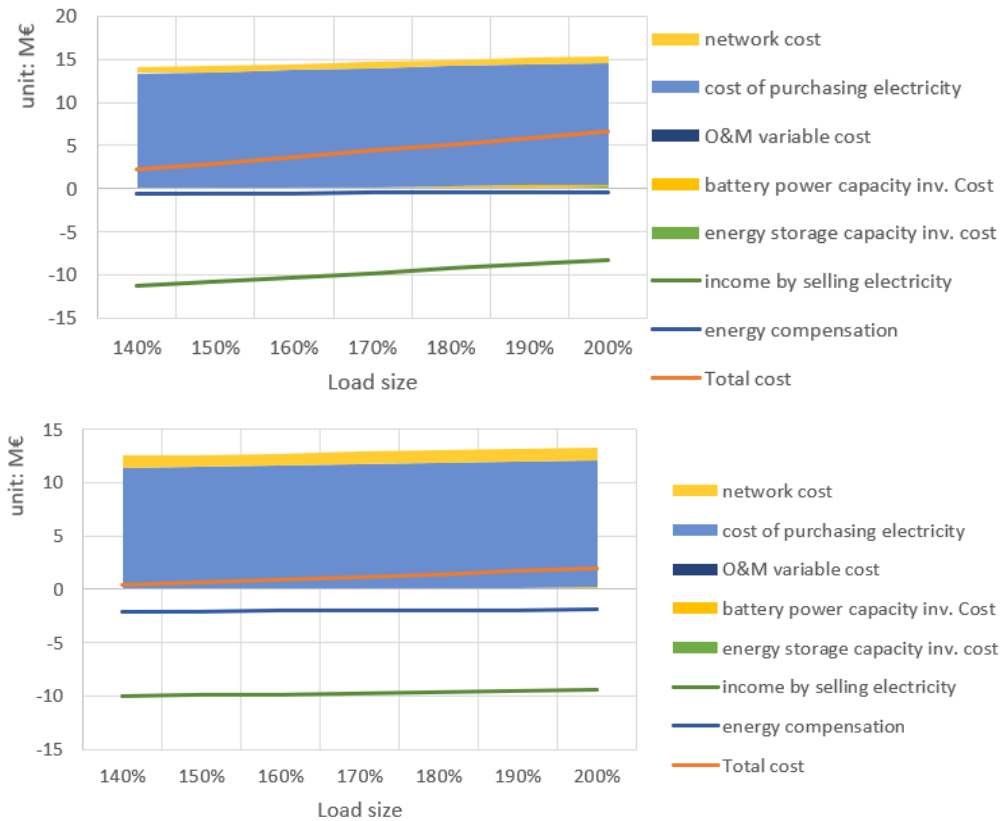 unit: M€
20
15
10
5
0
-5
-10
-15
140% 150% 160% 170% 180% 190% 200%
Load size
network cost
cost of purchasing electricity
O&M variable cost
battery power capacity inv. Cost
energy storage capacity inv. cost
income by selling electricity
energy compensation
Total cost
unit: M€
15
10
5
0
-5
-10
-15
140% 150% 160% 170% 180% 190% 200%
Load size
network cost
cost of purchasing electricity
O&M variable cost
battery power capacity inv. Cost
energy storage capacity inv. cost
income by selling electricity
energy compensation
Total cost